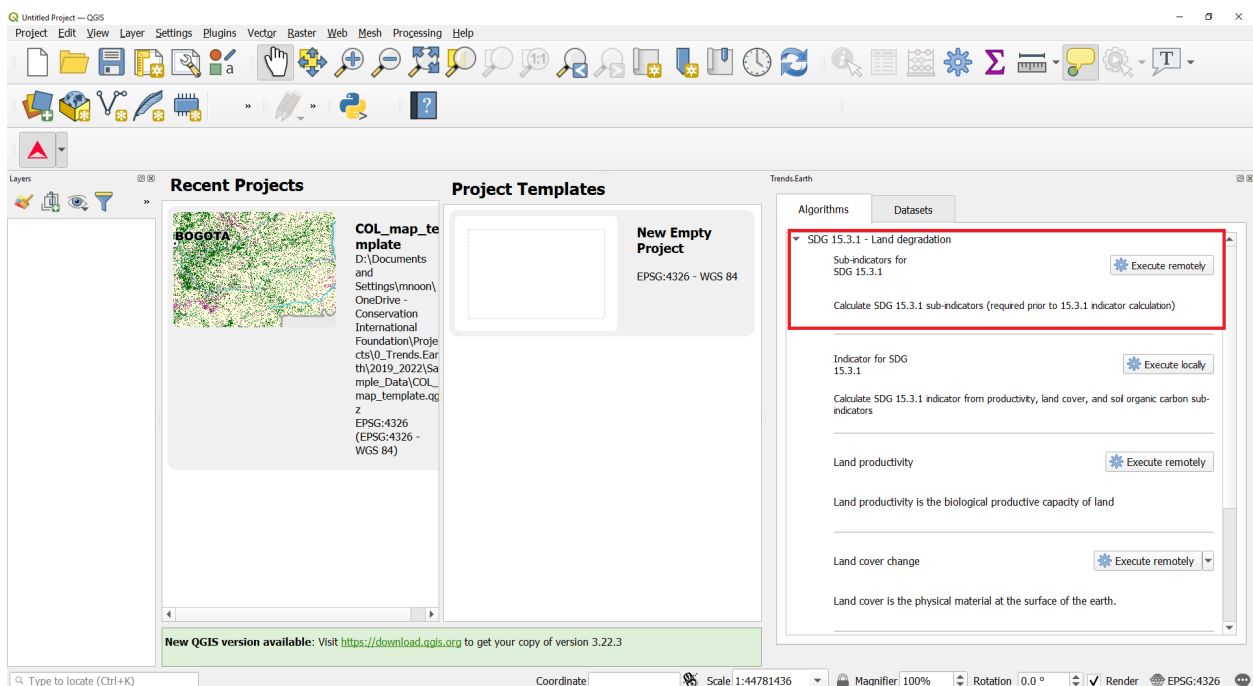 Untitled Project — QGIS
Project Edit View Layer Settings Plugins Vector Raster Web Mesh Processing Help
a
1:1
T
»
»
?
Layers
»
Recent Projects
BOGOTA
COL_map_te
mplate
D:\Documents
and
Settings\mnoon\
OneDrive -
Conservation
International
Foundation\Proje
cts\0_Trends.Ear
th\2019_2022\Sa
mple_Data\COL_
map_template.qg
z
EPSG:4326
(EPSG:4326 -
WGS 84)
Project Templates
New Empty
Project
EPSG:4326 - WGS 84
New QGIS version available: Visit https://download.qgis.org to get your copy of version 3.22.3
Trends.Earth
Algorithms Datasets
SDG 15.3.1 - Land degradation
Sub-indicators for
SDG 15.3.1
Execute remotely
Calculate SDG 15.3.1 sub-indicators (required prior to 15.3.1 indicator calculation)
Indicator for SDG
15.3.1
Execute locally
Calculate SDG 15.3.1 indicator from productivity, land cover, and soil organic carbon sub-
indicators
Land productivity
Execute remotely
Land productivity is the biological productive capacity of land
Land cover change
Execute remotely
Land cover is the physical material at the surface of the earth.
Type to locate (Ctrl+K) Coordinate Scale 1:44781436 Magnifier 100% Rotation 0.0 ° Render EPSG:4326